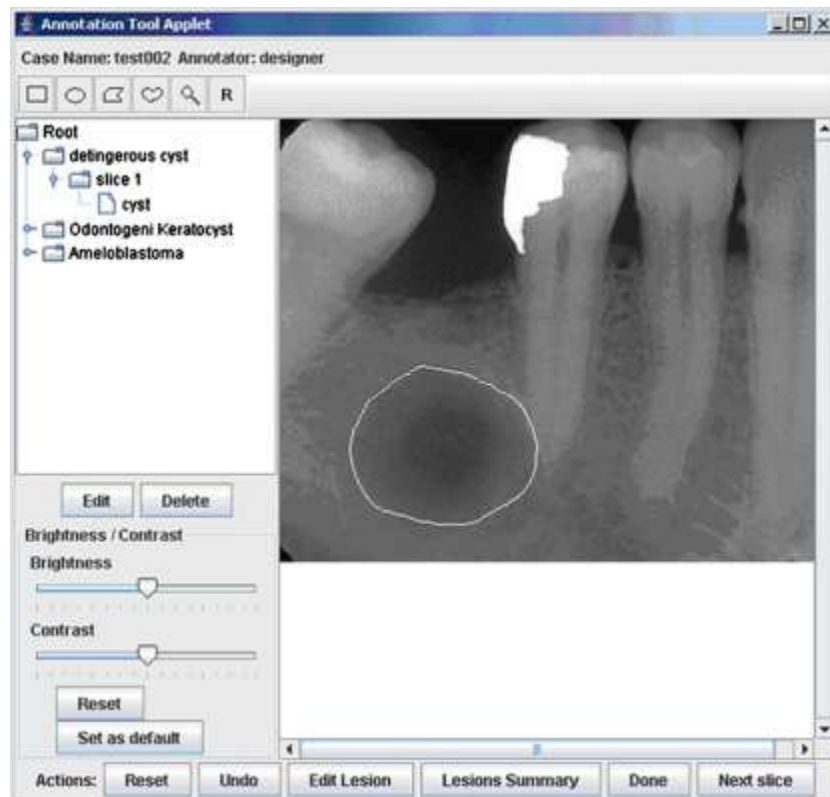 Annotation Tool Applet
Case Name: test002 Annotator: designer
R
Root
detingerous cyst
slice 1
cyst
Odontogeni Keratocyst
Ameloblastoma
Edit Delete
Brightness / Contrast
Brightness
Contrast
Reset
Set as default
Actions: Reset Undo Edit Lesion Lesions Summary Done Next slice